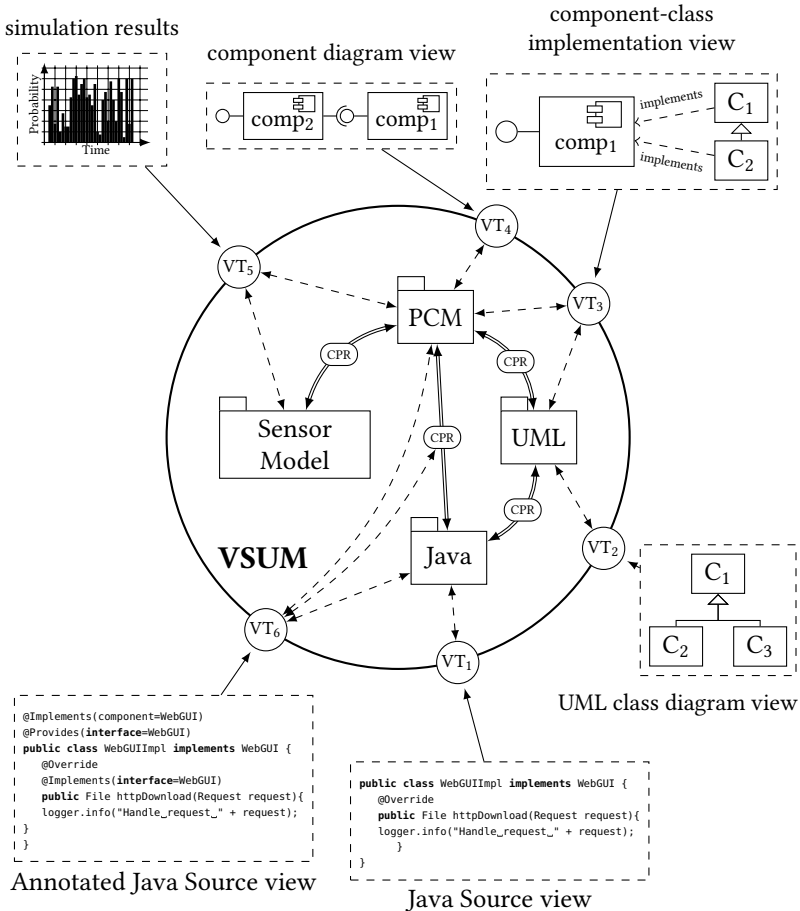 simulation results
Probability
Time
component diagram view
comp2
comp1
component-class
implementation view
comp1
implements
implements
C1
C2
VT5
VT4
VT3
PCM
CPR
CPR
Sensor
Model
CPR
UML
CPR
VSUM
Java
VT2
VT6
VT1
C1
C2
C3
UML class diagram view
@Implements(component=WebGUI)
@Provides(interface=WebGUI)
public class WebGUIImpl implements WebGUI {
@Override
@Implements(interface=WebGUI)
public File httpDownload(Request request){
logger.info("Handle␣request␣" + request);
}
}
Annotated Java Source view
public class WebGUIImpl implements WebGUI {
@Override
public File httpDownload(Request request){
logger.info("Handle␣request␣" + request);
}
}
Java Source view